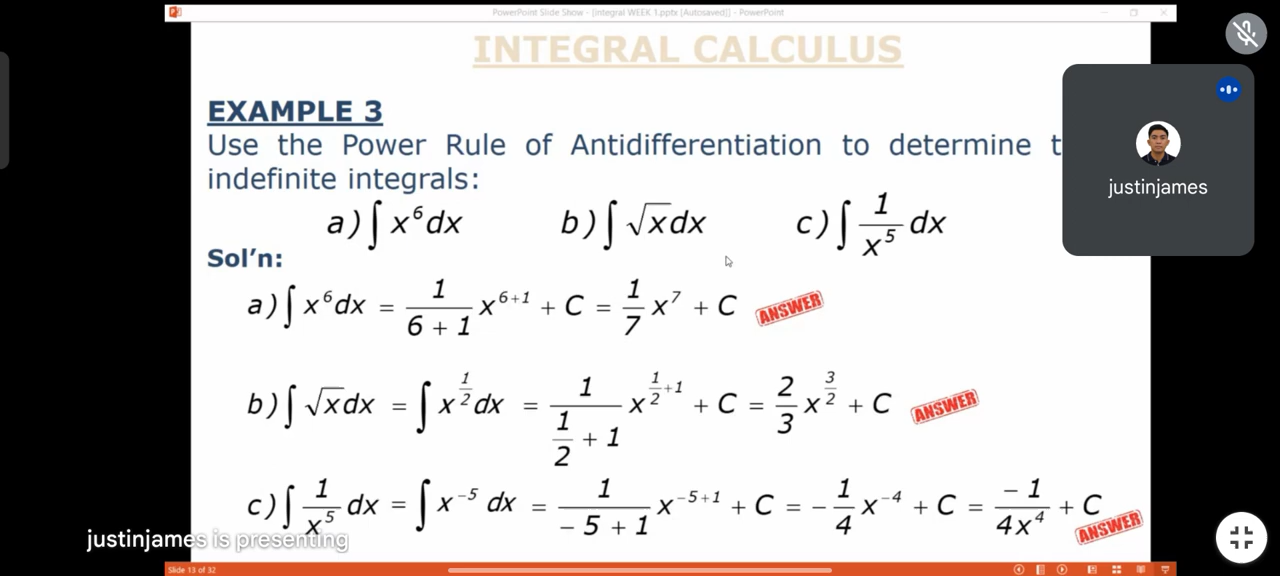 PowerPoint Slide Show - [Integral WEEK 1.pptx [Autosaved]] - PowerPoint
INTEGRAL CALCULUS
EXAMPLE 3
Use the Power Rule of Antidifferentiation to determine t
indefinite integrals:
a) ∫ x⁶ dx b) ∫ √x dx c) ∫ 1/x⁵ dx
Sol'n:
a) ∫ x⁶ dx = 1/(6 + 1) x^(6+1) + C = 1/7 x⁷ + C ANSWER
b) ∫ √x dx = ∫ x^(1/2) dx = 1/(1/2 + 1) x^(1/2+1) + C = 2/3 x^(3/2) + C ANSWER
c) ∫ 1/x⁵ dx = ∫ x⁻⁵ dx = 1/(-5 + 1) x^(-5+1) + C = -1/4 x⁻⁴ + C = -1/(4x⁴) + C ANSWER
justinjames
justinjames is presenting
Slide 13 of 32